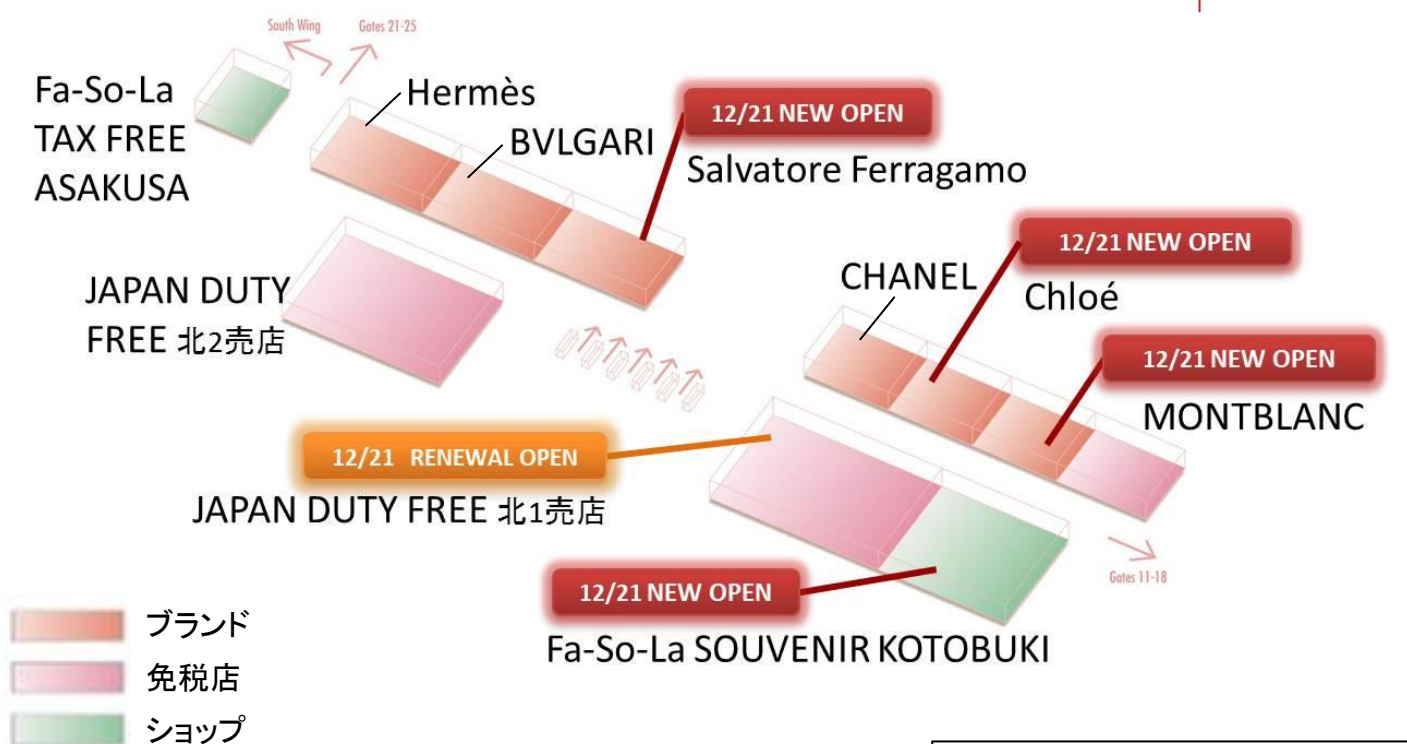 South Wing
Gates 21-25
Fa-So-La
TAX FREE
ASAKUSA
Hermès
BVLGARI
12/21 NEW OPEN
Salvatore Ferragamo
JAPAN DUTY
FREE 北2売店
CHANEL
12/21 NEW OPEN
Chloé
12/21 NEW OPEN
MONTBLANC
12/21 RENEWAL OPEN
JAPAN DUTY FREE 北1売店
Gates 11-18
12/21 NEW OPEN
Fa-So-La SOUVENIR KOTOBUKI
ブランド
免税店
ショップ